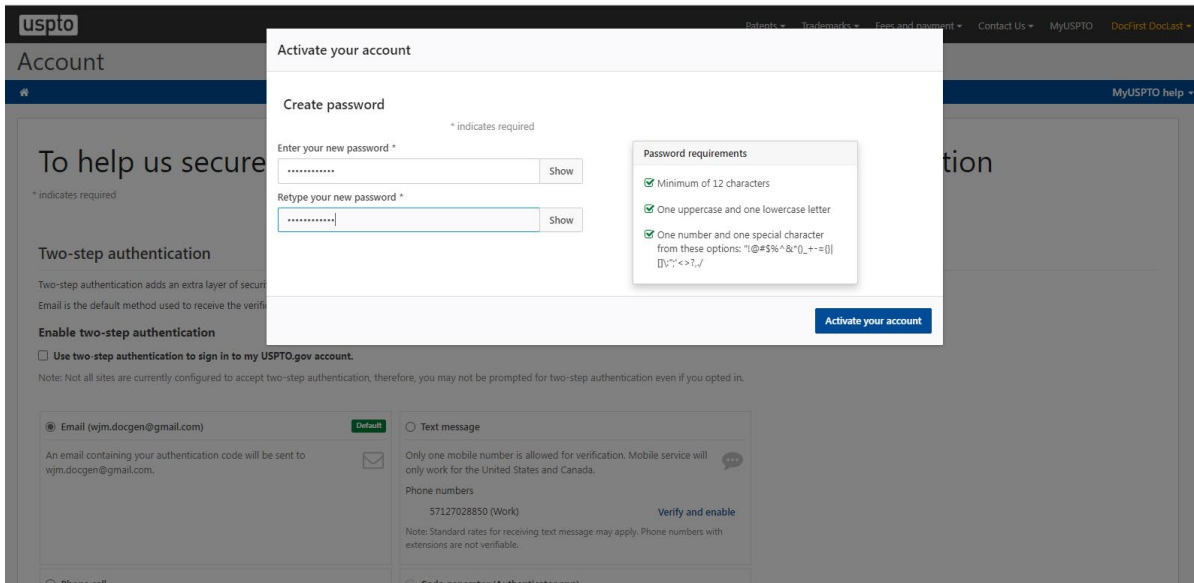 uspto
Patents Trademarks Fees and payment Contact Us MyUSPTO DocFirst DocLast
Account
MyUSPTO help
Activate your account
Create password
* indicates required
Enter your new password *
Show
Retype your new password *
Show
Password requirements
Minimum of 12 characters
One uppercase and one lowercase letter
One number and one special character
from these options:
Activate your account
To help us secure
tion
* indicates required
Two-step authentication
Two-step authentication adds an extra layer of
Email is the default method used to receive the
Enable two-step authentication
Use two-step authentication to sign in to my USPTO.gov account.
Note: Not all sites are currently configured to accept two-step authentication, therefore, you may not be prompted for two-step authentication even if you opted in.
Email (wjm.docgen@gmail.com)
Default
An email containing your authentication code will be sent to
wjm.docgen@gmail.com.
Text message
Only one mobile number is allowed for verification. Mobile service will
only work for the United States and Canada.
Phone numbers
57127028850 (Work) Verify and enable
Note: Standard rates for receiving text message may apply. Phone numbers with
extensions are not verifiable.